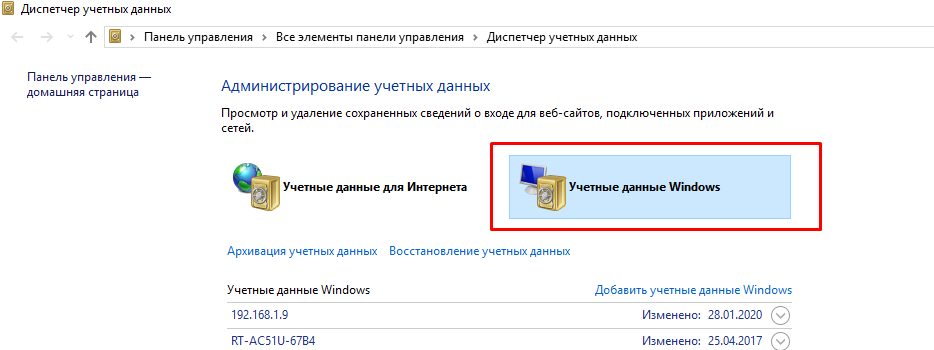 Диспетчер учетных данных
Панель управления > Все элементы панели управления > Диспетчер учетных данных
Панель управления —
домашняя страница
Администрирование учетных данных
Просмотр и удаление сохраненных сведений о входе для веб-сайтов, подключенных приложений и
сетей.
Учетные данные для Интернета
Учетные данные Windows
Архивация учетных данных Восстановление учетных данных
Учетные данные Windows Добавить учетные данные Windows
192.168.1.9 Изменено: 28.01.2020
RT-AC51U-67B4 Изменено: 25.04.2017